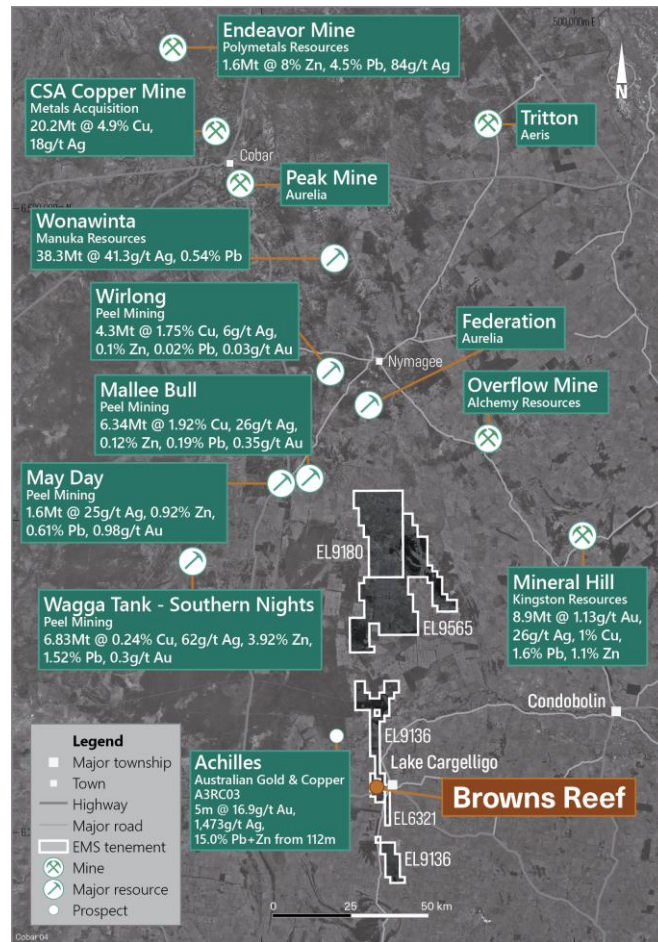 Endeavor Mine
Polymetals Resources
1.6Mt @ 8% Zn, 4.5% Pb, 84g/t Ag
500,000m E
N
CSA Copper Mine
Metals Acquisition
20.2Mt @ 4.9% Cu,
18g/t Ag
Tritton
Aeris
Cobar
Peak Mine
Aurelia
Wonawinta
Manuka Resources
38.3Mt @ 41.3g/t Ag, 0.54% Pb
Wirlong
Peel Mining
4.3Mt @ 1.75% Cu, 6g/t Ag,
0.1% Zn, 0.02% Pb, 0.03g/t Au
Federation
Aurelia
Nymagee
Mallee Bull
Peel Mining
6.34Mt @ 1.92% Cu, 26g/t Ag,
0.12% Zn, 0.19% Pb, 0.35g/t Au
Overflow Mine
Alchemy Resources
May Day
Peel Mining
1.6Mt @ 25g/t Ag, 0.92% Zn,
0.61% Pb, 0.98g/t Au
EL9180
Mineral Hill
Kingston Resources
8.9Mt @ 1.13g/t Au,
26g/t Ag, 1% Cu,
1.6% Pb, 1.1% Zn
Wagga Tank - Southern Nights
Peel Mining
6.83Mt @ 0.24% Cu, 62g/t Ag, 3.92% Zn,
1.52% Pb, 0.3g/t Au
EL9565
Condobolin
EL9136
Lake Cargelligo
Achilles
Australian Gold & Copper
A3RC03
5m @ 16.9g/t Au,
1,473g/t Ag,
15.0% Pb+Zn from 112m
Browns Reef
EL6321
EL9136
Legend
Major township
Town
Highway
Major road
EMS tenement
Mine
Major resource
Prospect
0 25 50 km
Cobar 04